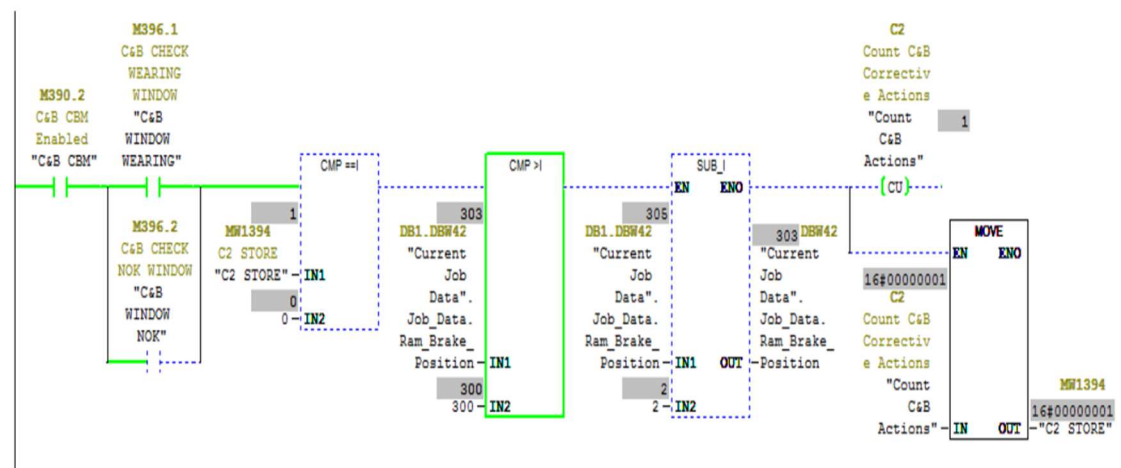 M396.1
C&B CHECK
WEARING
WINDOW
"C&B
WINDOW
WEARING"
M390.2
C&B CBM
Enabled
"C&B CBM"
M396.2
C&B CHECK
NOK WINDOW
"C&B
WINDOW
NOK"
CMP ==I
1
MW1394
C2 STORE
"C2 STORE"
IN1
0
0
IN2
CMP >I
303
DB1.DBW42
"Current
Job
Data".
Job_Data.
Ram_Brake_
Position
IN1
300
300
IN2
SUB_I
EN ENO
305
DB1.DBW42
"Current
Job
Data".
Job_Data.
Ram_Brake_
Position
IN1 OUT
2
2
IN2
303 DBW42
"Current
Job
Data".
Job_Data.
Ram_Brake_
Position
C2
Count C&B
Correctiv
e Actions
"Count
C&B
Actions"
1
CU
MOVE
EN ENO
16#00000001
C2
Count C&B
Correctiv
e Actions
"Count
C&B
Actions"
IN OUT
MW1394
16#00000001
"C2 STORE"